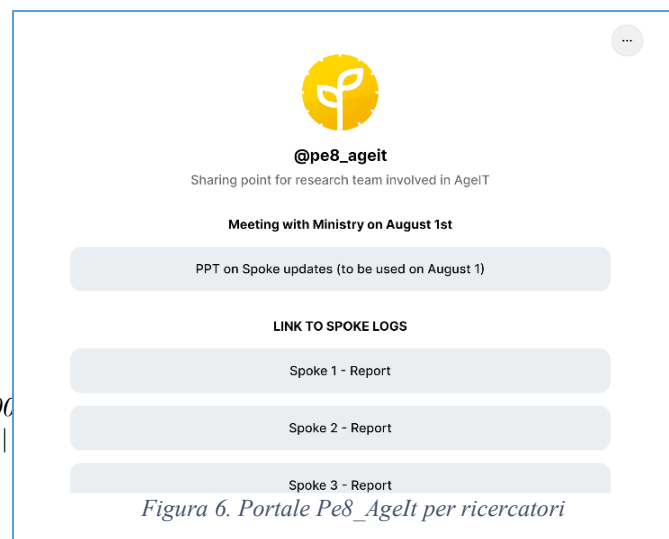 ...
@pe8_ageit
Sharing point for research team involved in AgeIT
Meeting with Ministry on August 1st
PPT on Spoke updates (to be used on August 1)
LINK TO SPOKE LOGS
Spoke 1 - Report
Spoke 2 - Report
|
Spoke 3 - Report
Figura 6. Portale Pe8_AgeIt per ricercatori